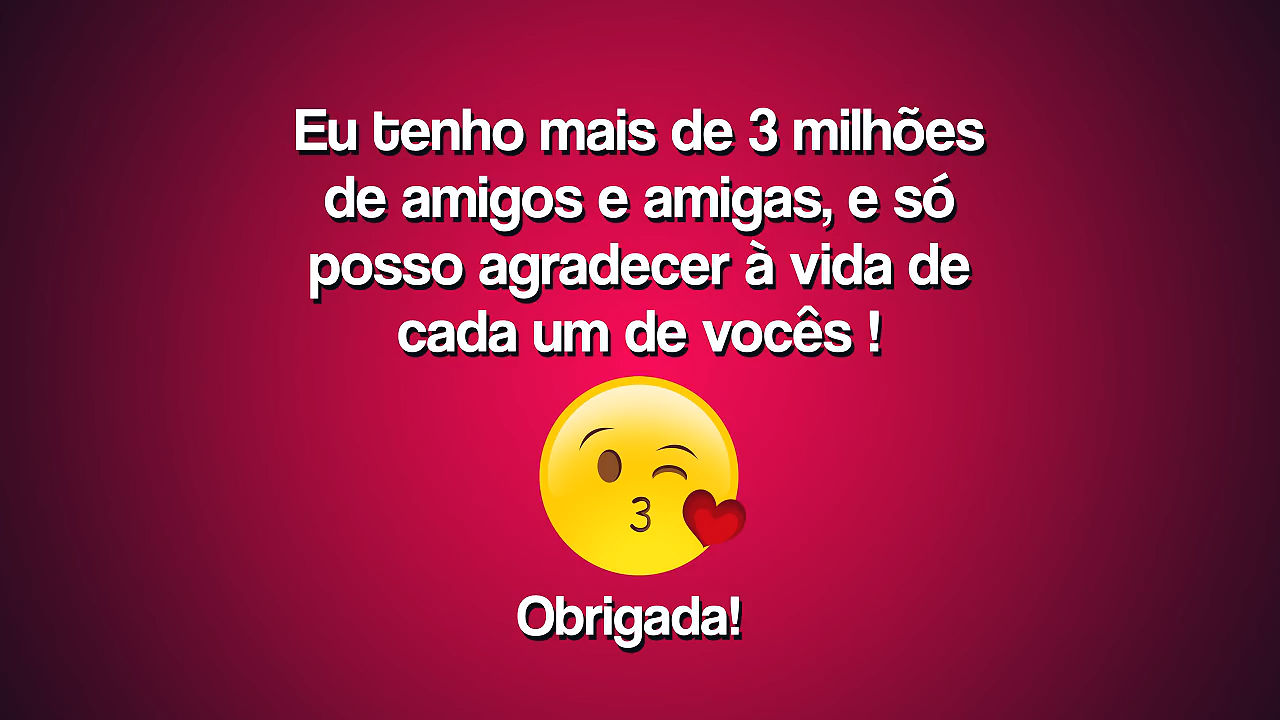 Eu tenho mais de 3 milhões
de amigos e amigas, e só
posso agradecer à vida de
cada um de vocês !
Obrigada!